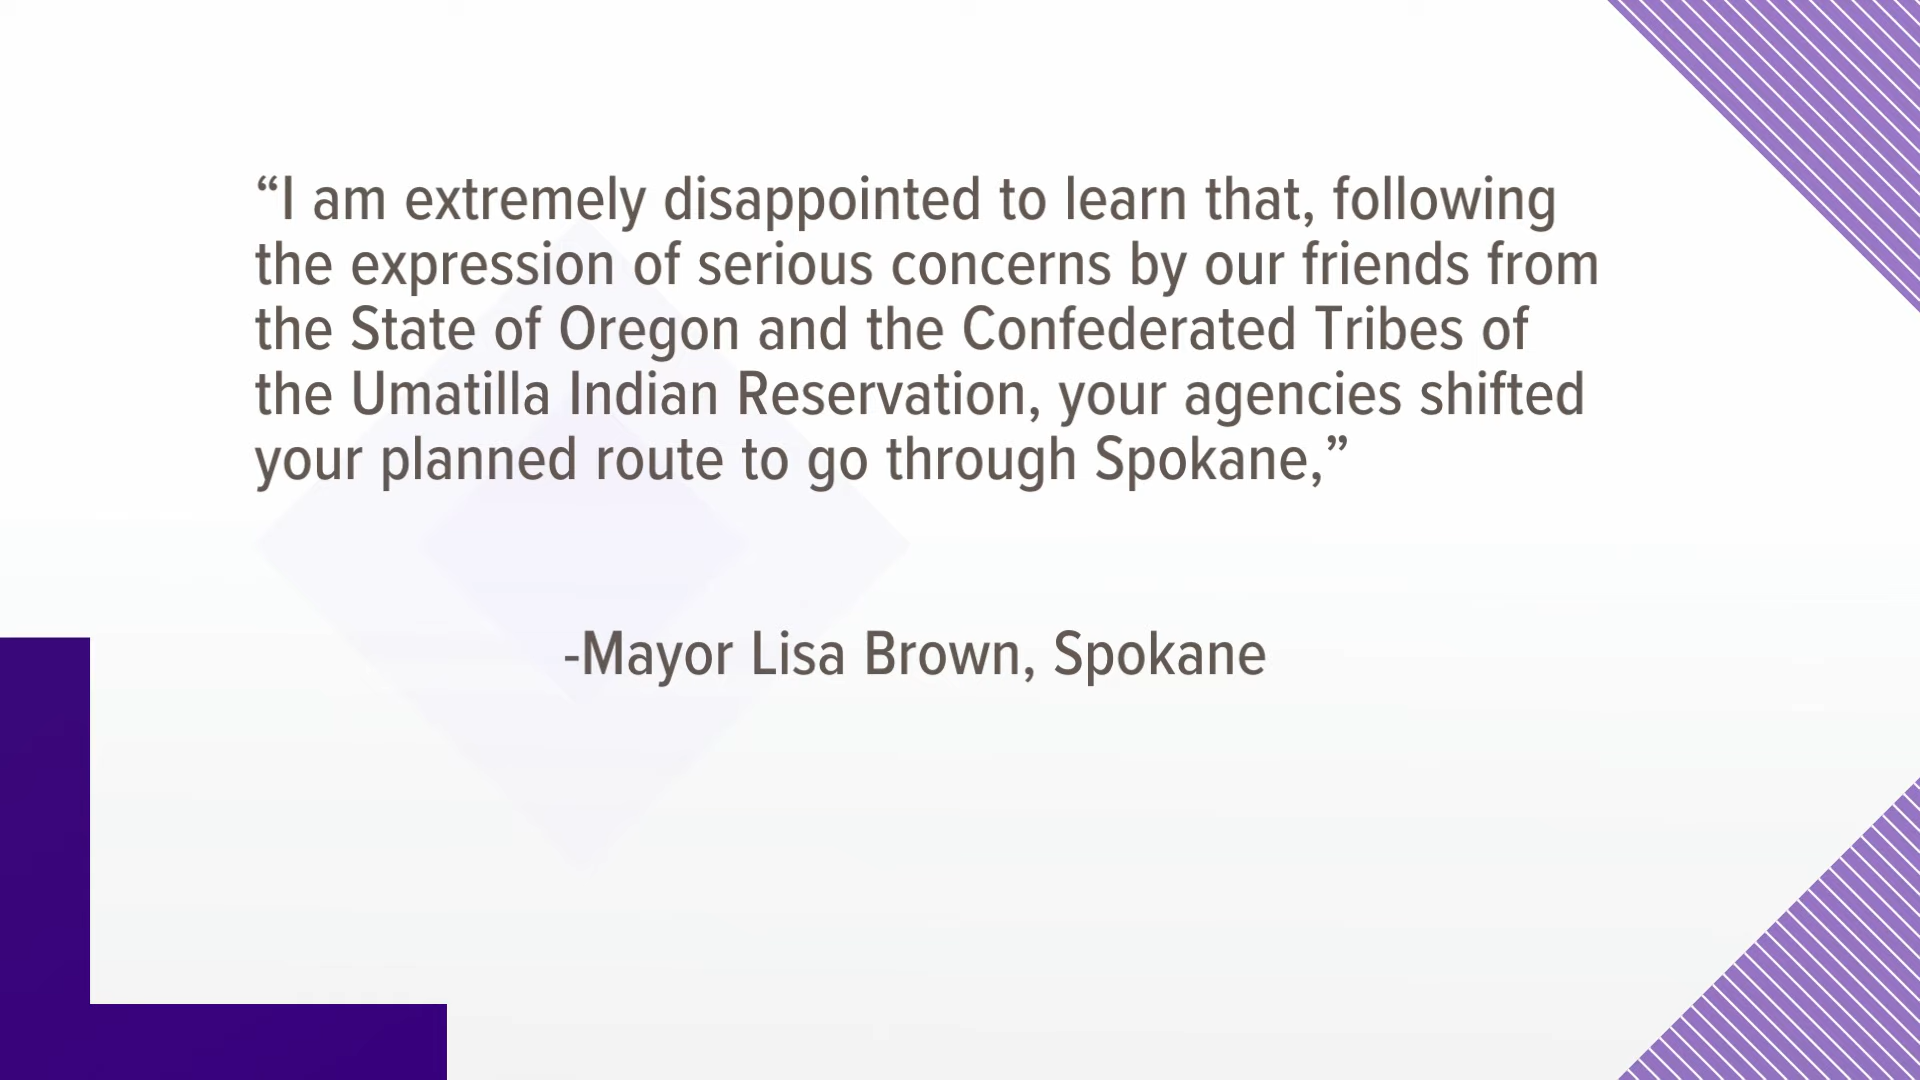 “I am extremely disappointed to learn that, following
the expression of serious concerns by our friends from
the State of Oregon and the Confederated Tribes of
the Umatilla Indian Reservation, your agencies shifted
your planned route to go through Spokane,”
-Mayor Lisa Brown, Spokane